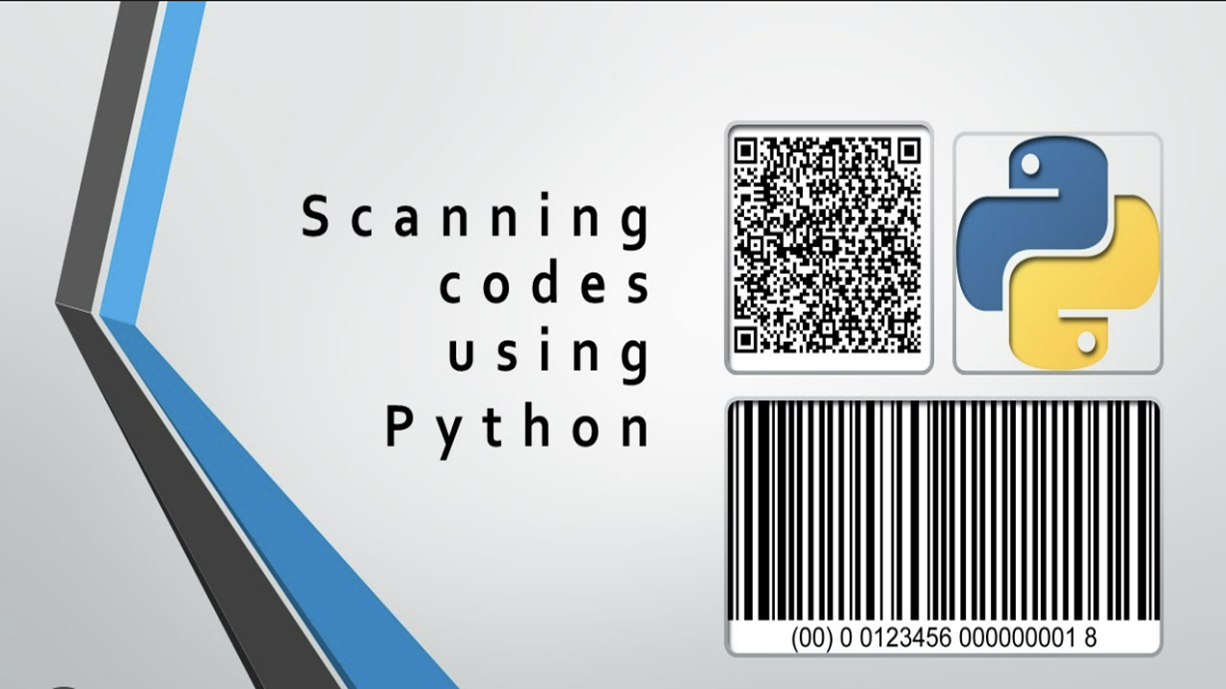 Scanning
codes
using
Python
(00) 0 0123456 000000001 8